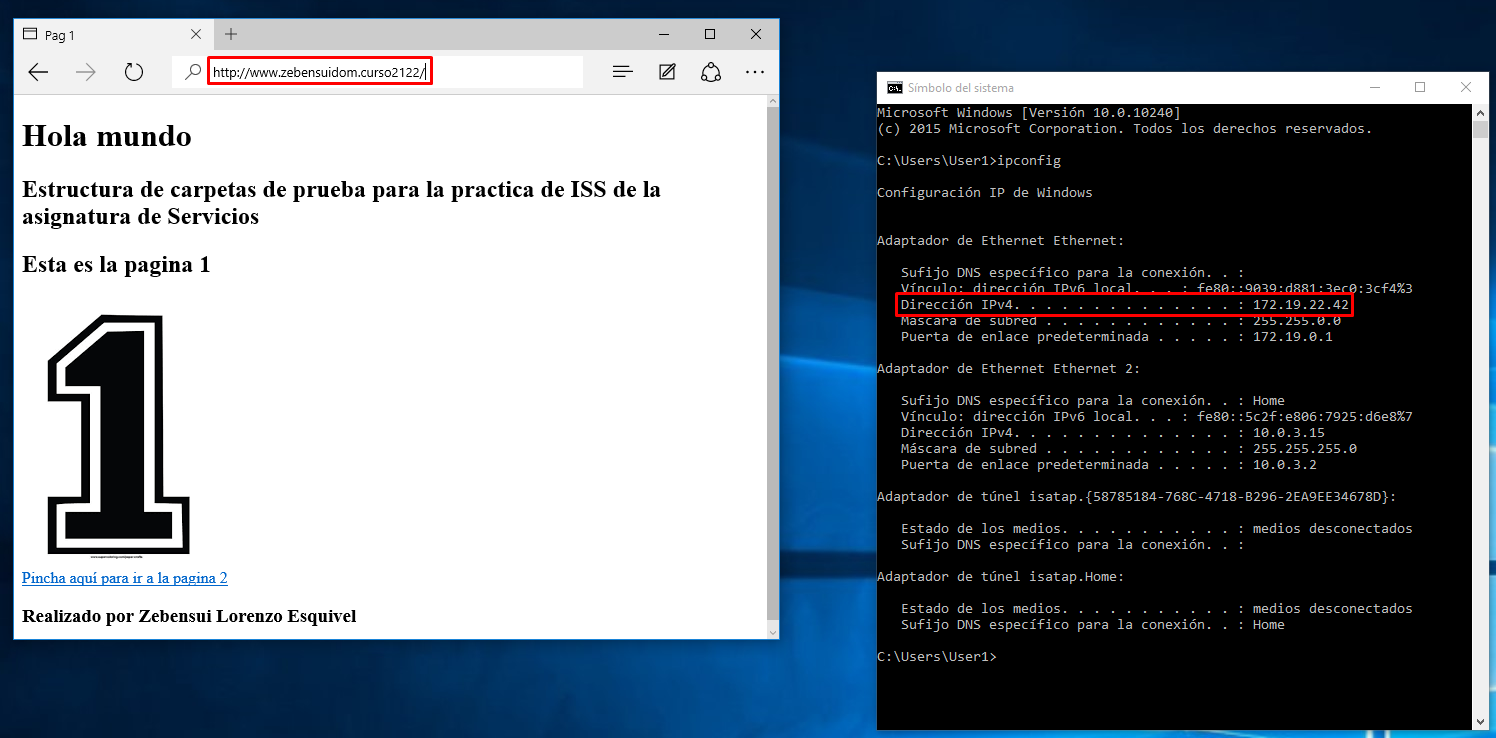 Pag 1
http://www.zebensuidom.curso2122/
Hola mundo
Estructura de carpetas de prueba para la practica de ISS de la
asignatura de Servicios
Esta es la pagina 1
Pincha aquí para ir a la pagina 2
Realizado por Zebensui Lorenzo Esquivel
Símbolo del sistema
Microsoft Windows [Versión 10.0.10240]
(c) 2015 Microsoft Corporation. Todos los derechos reservados.
C:\Users\User1>ipconfig
Configuración IP de Windows
Adaptador de Ethernet Ethernet:
Sufijo DNS específico para la conexión. . :
Vínculo: dirección IPv6 local. . . : fe80::9039:d881:3ec0:3cf4%3
Dirección IPv4. . . . . . . . . . . . . . : 172.19.22.42
Máscara de subred . . . . . . . . . . . . : 255.255.0.0
Puerta de enlace predeterminada . . . . . : 172.19.0.1
Adaptador de Ethernet Ethernet 2:
Sufijo DNS específico para la conexión. . : Home
Vínculo: dirección IPv6 local. . . : fe80::5c2f:e806:7925:d6e8%7
Dirección IPv4. . . . . . . . . . . . . . : 10.0.3.15
Máscara de subred . . . . . . . . . . . . : 255.255.255.0
Puerta de enlace predeterminada . . . . . : 10.0.3.2
Adaptador de túnel isatap.{58785184-768C-4718-B296-2EA9EE34678D}:
Estado de los medios. . . . . . . . . . . : medios desconectados
Sufijo DNS específico para la conexión. . :
Adaptador de túnel isatap.Home:
Estado de los medios. . . . . . . . . . . : medios desconectados
Sufijo DNS específico para la conexión. . : Home
C:\Users\User1>